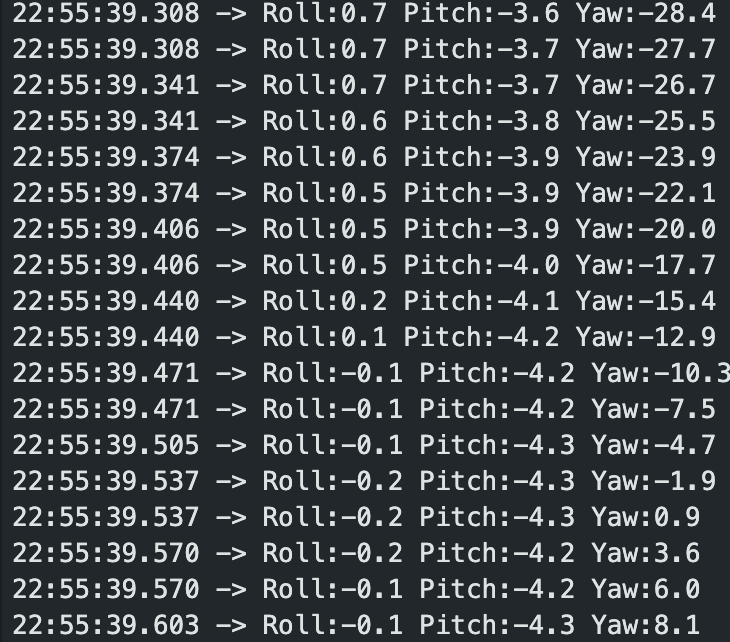 22:55:39.308 -> Roll:0.7 Pitch:-3.6 Yaw:-28.4
22:55:39.308 -> Roll:0.7 Pitch:-3.7 Yaw:-27.7
22:55:39.341 -> Roll:0.7 Pitch:-3.7 Yaw:-26.7
22:55:39.341 -> Roll:0.6 Pitch:-3.8 Yaw:-25.5
22:55:39.374 -> Roll:0.6 Pitch:-3.9 Yaw:-23.9
22:55:39.374 -> Roll:0.5 Pitch:-3.9 Yaw:-22.1
22:55:39.406 -> Roll:0.5 Pitch:-3.9 Yaw:-20.0
22:55:39.406 -> Roll:0.5 Pitch:-4.0 Yaw:-17.7
22:55:39.440 -> Roll:0.2 Pitch:-4.1 Yaw:-15.4
22:55:39.440 -> Roll:0.1 Pitch:-4.2 Yaw:-12.9
22:55:39.471 -> Roll:-0.1 Pitch:-4.2 Yaw:-10.3
22:55:39.471 -> Roll:-0.1 Pitch:-4.2 Yaw:-7.5
22:55:39.505 -> Roll:-0.1 Pitch:-4.3 Yaw:-4.7
22:55:39.537 -> Roll:-0.2 Pitch:-4.3 Yaw:-1.9
22:55:39.537 -> Roll:-0.2 Pitch:-4.3 Yaw:0.9
22:55:39.570 -> Roll:-0.2 Pitch:-4.2 Yaw:3.6
22:55:39.570 -> Roll:-0.1 Pitch:-4.2 Yaw:6.0
22:55:39.603 -> Roll:-0.1 Pitch:-4.3 Yaw:8.1